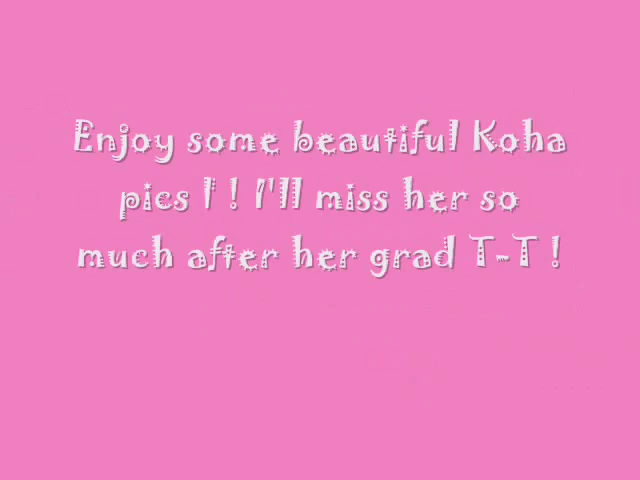 Enjoy some beautiful Koha
pics I' ! I'll miss her so
much after her grad T-T !